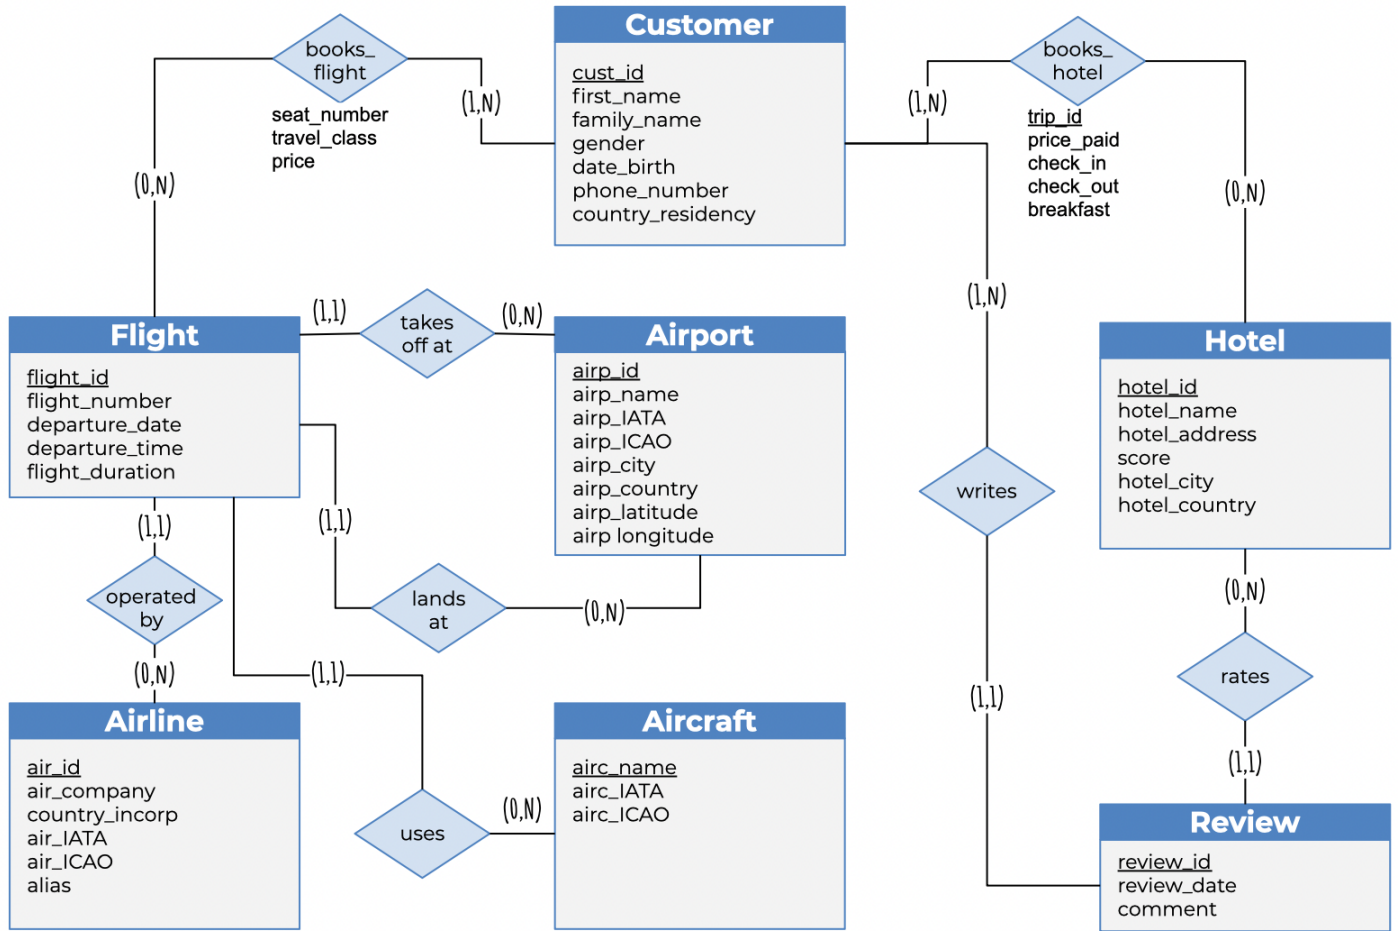 Customer
cust_id
first_name
family_name
gender
date_birth
phone_number
country_residency
books_
flight
seat_number
travel_class
price
(1,N)
(0,N)
books_
hotel
trip_id
price_paid
check_in
check_out
breakfast
(1,N)
(0,N)
(1,N)
Flight
flight_id
flight_number
departure_date
departure_time
flight_duration
(1,1)
takes
off at
(0,N)
Airport
airp_id
airp_name
airp_IATA
airp_ICAO
airp_city
airp_country
airp_latitude
airp longitude
Hotel
hotel_id
hotel_name
hotel_address
score
hotel_city
hotel_country
writes
(1,1)
(1,1)
lands
at
(0,N)
(1,1)
operated
by
(0,N)
(1,1)
uses
(0,N)
(0,N)
rates
(1,1)
Airline
air_id
air_company
country_incorp
air_IATA
air_ICAO
alias
Aircraft
airc_name
airc_IATA
airc_ICAO
Review
review_id
review_date
comment